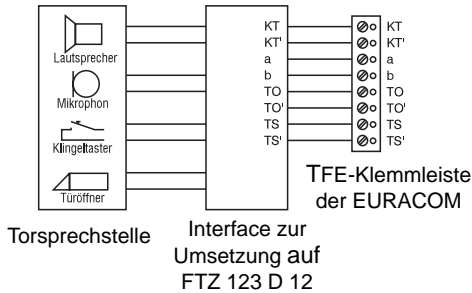 Lautsprecher
Mikrophon
Klingeltaster
Türöffner
Torsprechstelle
KT
KT'
a
b
TO
TO'
TS
TS'
Interface zur
Umsetzung auf
FTZ 123 D 12
KT
KT'
a
b
TO
TO'
TS
TS'
TFE-Klemmleiste
der EURACOM